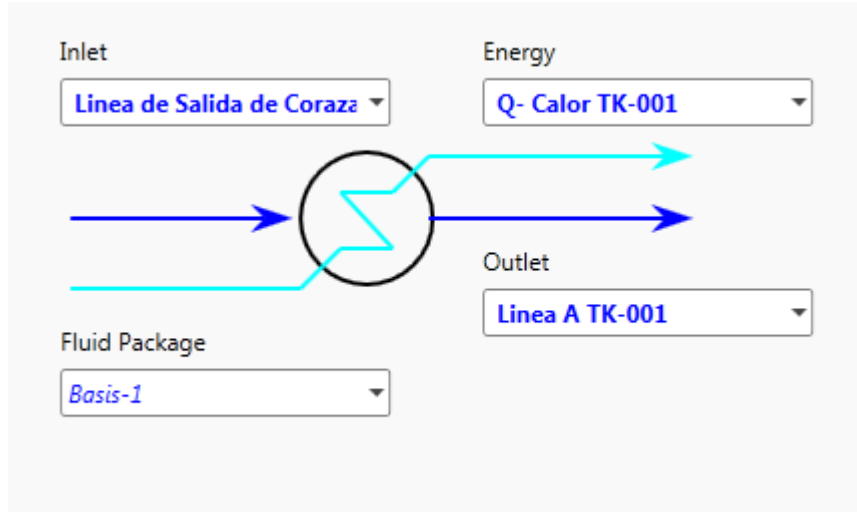 Inlet
Energy
Linea de Salida de Coraza
Q- Calor TK-001
Outlet
Linea A TK-001
Fluid Package
Basis-1